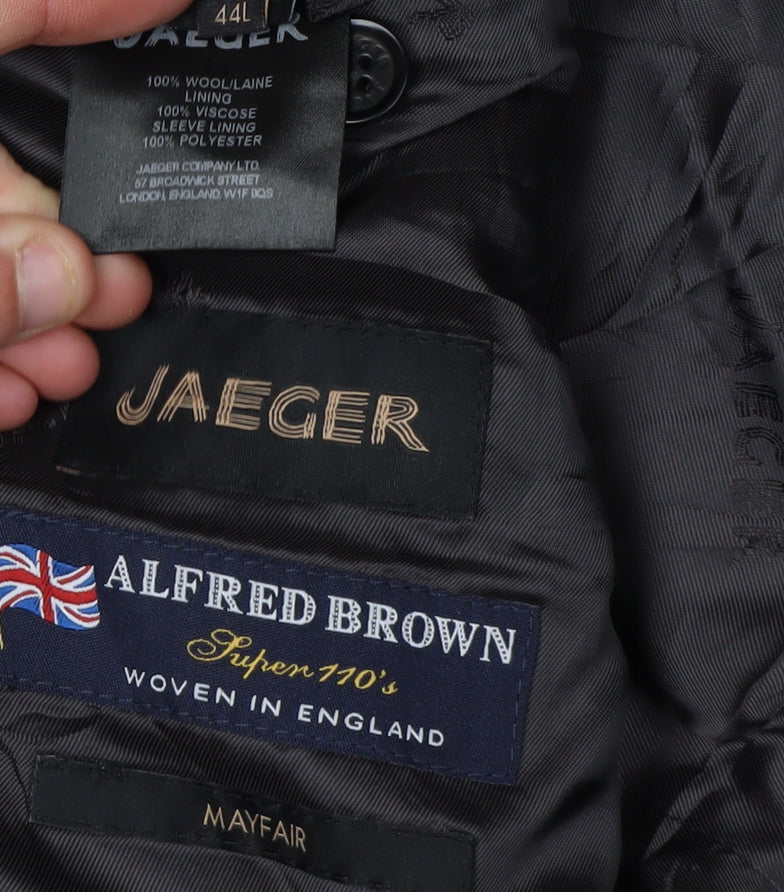 44L
JAEGER
100% WOOL/LAINE
LINING
100% VISCOSE
SLEEVE LINING
100% POLYESTER
JAEGER COMPANY LTD.
57 BROADWICK STREET
LONDON, ENGLAND, W1F 9QS
JAEGER
ALFRED BROWN
Super 110's
WOVEN IN ENGLAND
MAYFAIR
JAEGER